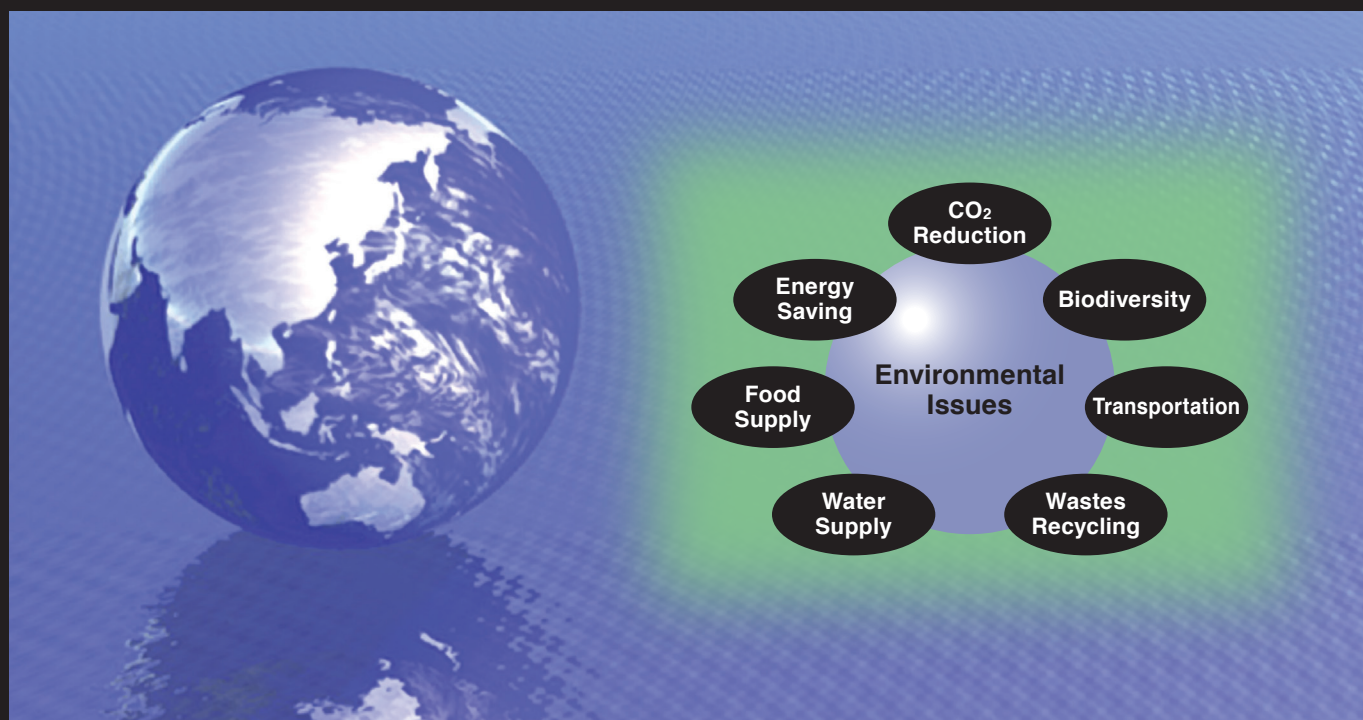 CO₂
Reduction
Energy
Saving
Biodiversity
Environmental
Issues
Food
Supply
Transportation
Water
Supply
Wastes
Recycling